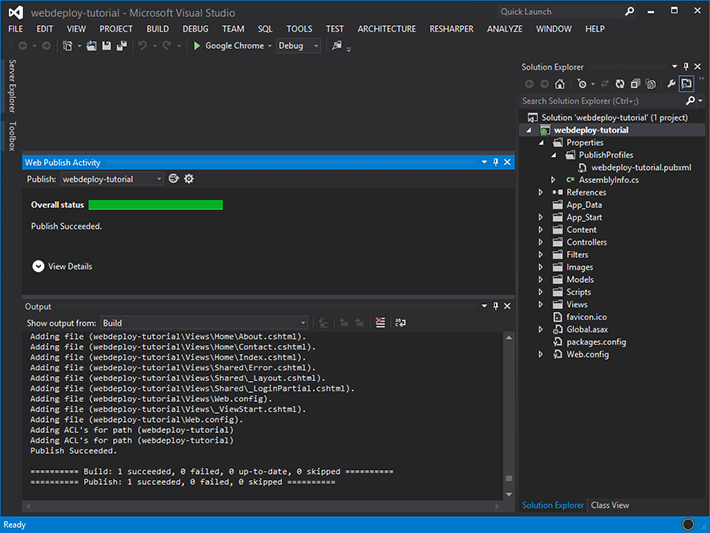 webdeploy-tutorial - Microsoft Visual Studio
Quick Launch
FILE EDIT VIEW PROJECT BUILD DEBUG TEAM SQL TOOLS TEST ARCHITECTURE RESHARPER ANALYZE WINDOW HELP
Google Chrome Debug
Server Explorer
Toolbox
Web Publish Activity
Publish: webdeploy-tutorial
Overall status
Publish Succeeded.
View Details
Output
Show output from: Build
Adding file (webdeploy-tutorial\Views\Home\About.cshtml).
Adding file (webdeploy-tutorial\Views\Home\Contact.cshtml).
Adding file (webdeploy-tutorial\Views\Home\Index.cshtml).
Adding file (webdeploy-tutorial\Views\Shared\Error.cshtml).
Adding file (webdeploy-tutorial\Views\Shared\_Layout.cshtml).
Adding file (webdeploy-tutorial\Views\Shared\_LoginPartial.cshtml).
Adding file (webdeploy-tutorial\Views\Web.config).
Adding file (webdeploy-tutorial\Views\_ViewStart.cshtml).
Adding file (webdeploy-tutorial\Web.config).
Adding ACL's for path (webdeploy-tutorial)
Adding ACL's for path (webdeploy-tutorial)
Publish Succeeded.
========== Build: 1 succeeded, 0 failed, 0 up-to-date, 0 skipped ==========
========== Publish: 1 succeeded, 0 failed, 0 skipped ==========
Solution Explorer
Search Solution Explorer (Ctrl+;)
Solution 'webdeploy-tutorial' (1 project)
webdeploy-tutorial
Properties
PublishProfiles
webdeploy-tutorial.pubxml
C# AssemblyInfo.cs
References
App_Data
App_Start
Content
Controllers
Filters
Images
Models
Scripts
Views
favicon.ico
Global.asax
packages.config
Web.config
Solution Explorer Class View
Ready